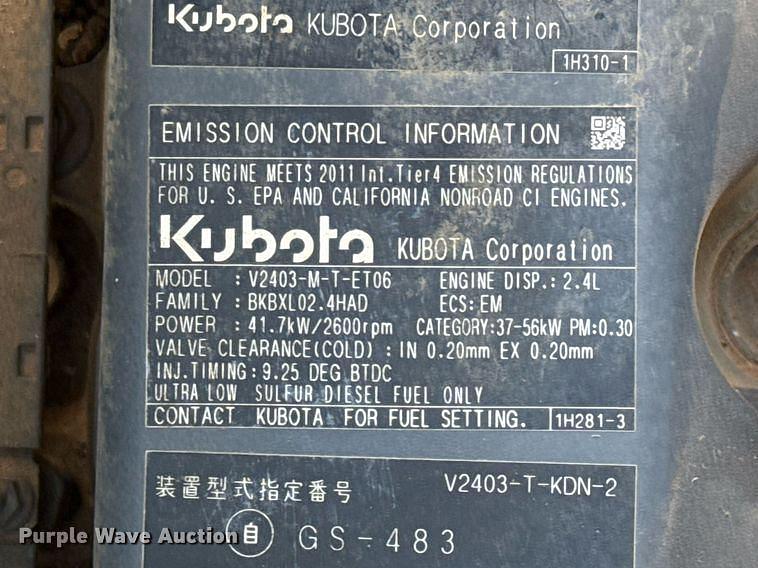 Kubota KUBOTA Corporation
1H310-1
EMISSION CONTROL INFORMATION
THIS ENGINE MEETS 2011 Int.Tier4 EMISSION REGULATIONS
FOR U. S. EPA AND CALIFORNIA NONROAD CI ENGINES.
Kubota KUBOTA Corporation
MODEL : V2403-M-T-ET06 ENGINE DISP.: 2.4L
FAMILY : BKBXL02.4HAD ECS: EM
POWER : 41.7kW/2600rpm CATEGORY:37-56kW PM:0.30
VALVE CLEARANCE(COLD) : IN 0.20mm EX 0.20mm
INJ.TIMING : 9.25 DEG BTDC
ULTRA LOW SULFUR DIESEL FUEL ONLY
CONTACT KUBOTA FOR FUEL SETTING. 1H281-3
装置型式指定番号 V2403-T-KDN-2
自 GS-483
Purple Wave Auction